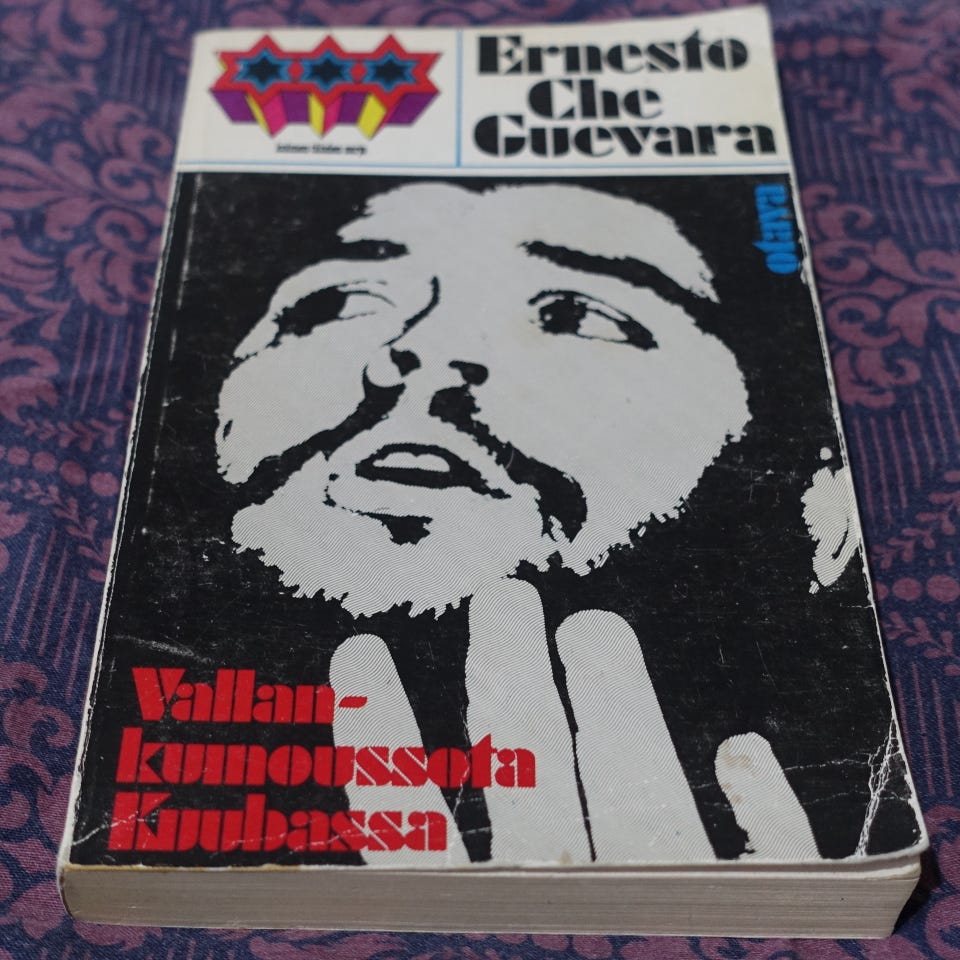 Ernesto
Che
Guevara
otava
Vallan-
kumoussota
Kuubassa